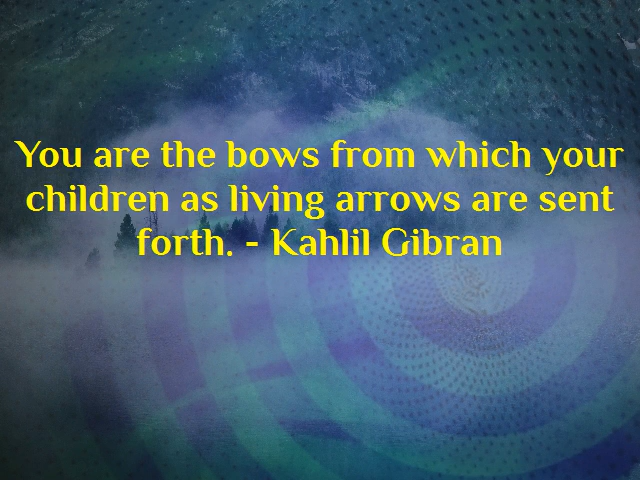 You are the bows from which your
children as living arrows are sent
forth. - Kahlil Gibran